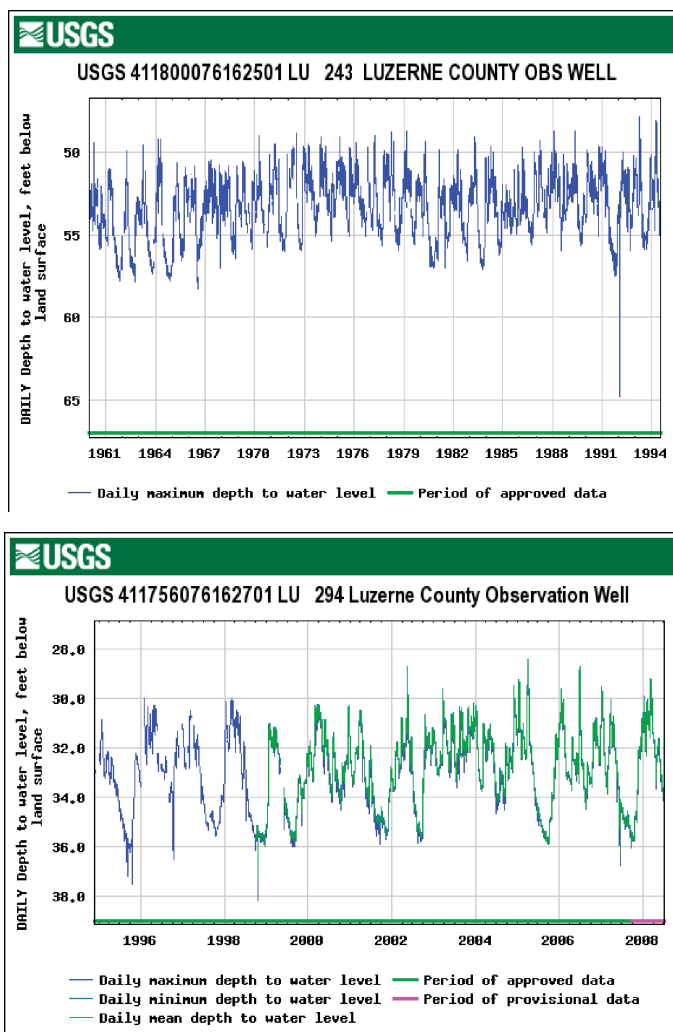 USGS
USGS 411800076162501 LU 243 LUZERNE COUNTY OBS WELL
DAILY Depth to water level, feet below
land surface
50
55
60
65
1961 1964 1967 1970 1973 1976 1979 1982 1985 1988 1991 1994
Daily maximum depth to water level Period of approved data
USGS
USGS 411756076162701 LU 294 Luzerne County Observation Well
DAILY Depth to water level, feet below
land surface
28.0
30.0
32.0
34.0
36.0
38.0
1996 1998 2000 2002 2004 2006 2008
Daily maximum depth to water level Period of approved data
Daily minimum depth to water level Period of provisional data
Daily mean depth to water level